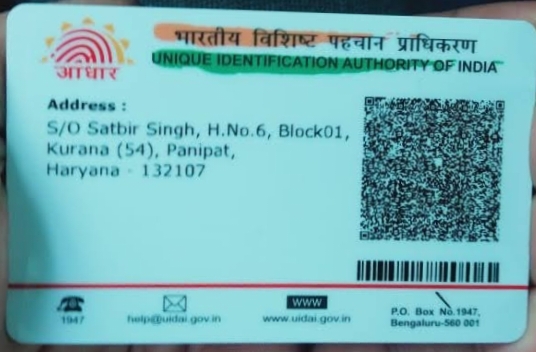 भारतीय विशिष्ट पहचान प्राधिकरण
UNIQUE IDENTIFICATION AUTHORITY OF INDIA
आधार
Address :
S/O Satbir Singh, H.No.6, Block01,
Kurana (54), Panipat,
Haryana - 132107
1947
help@uidai.gov.in
WWW
www.uidai.gov.in
P.O. Box No.1947,
Bengaluru-560 001